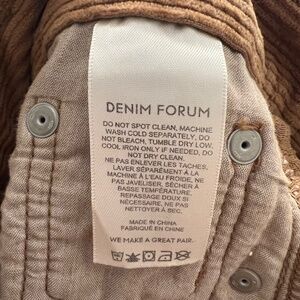 DENIM FORUM
DO NOT SPOT CLEAN, MACHINE
WASH COLD SEPARATELY, DO
NOT BLEACH, TUMBLE DRY LOW,
COOL IRON ONLY IF NEEDED, DO
NOT DRY CLEAN.
NE PAS ENLEVER LES TACHES,
LAVER SÉPARÉMENT À LA
MACHINE À L'EAU FROIDE, NE
PAS JAVELISER, SÉCHER À
BASSE TEMPÉRATURE,
REPASSAGE DOUX SI
NÉCESSAIRE, NE PAS
NETTOYER À SEC.
MADE IN CHINA
FABRIQUÉ EN CHINE
WE MAKE A GREAT PAIR.